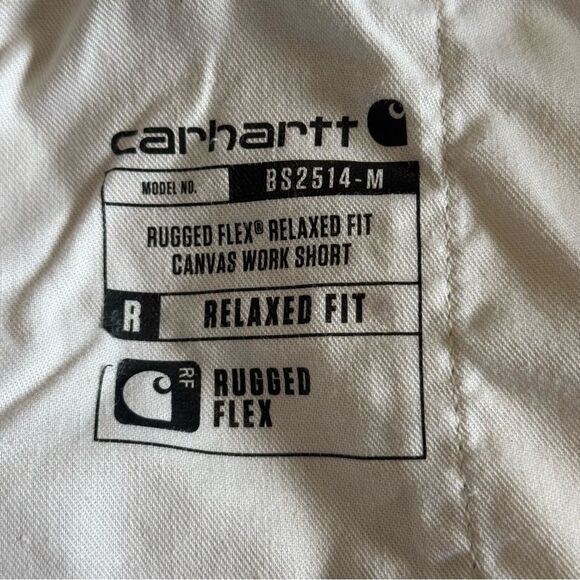 carhartt
MODEL NO. BS2514-M
RUGGED FLEX® RELAXED FIT
CANVAS WORK SHORT
R RELAXED FIT
RF RUGGED
FLEX